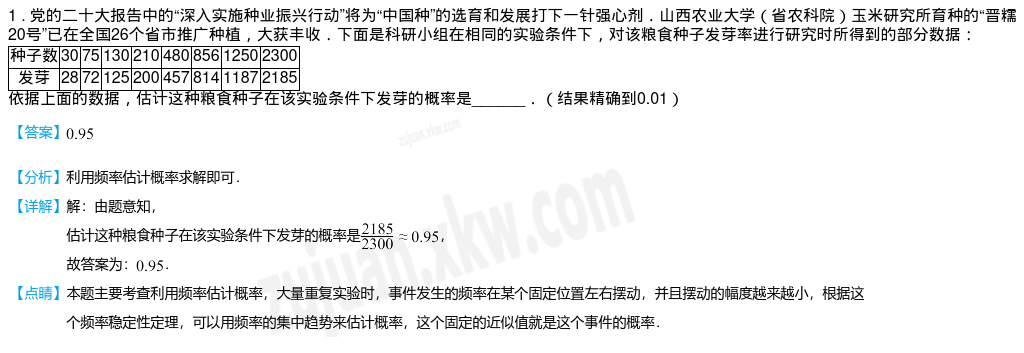 1．党的二十大报告中的“深入实施种业振兴行动”将为“中国种”的选育和发展打下一针强心剂．山西农业大学（省农科院）玉米研究所育种的“晋糯
20号”已在全国26个省市推广种植，大获丰收．下面是科研小组在相同的实验条件下，对该粮食种子发芽率进行研究时所得到的部分数据：
种子数 30 75 130 210 480 856 1250 2300
发芽 28 72 125 200 457 814 1187 2185
依据上面的数据，估计这种粮食种子在该实验条件下发芽的概率是______．（结果精确到0.01）
【答案】0.95
【分析】利用频率估计概率求解即可．
【详解】解：由题意知，
估计这种粮食种子在该实验条件下发芽的概率是2185/2300≈0.95，
故答案为：0.95．
【点睛】本题主要考查利用频率估计概率，大量重复实验时，事件发生的频率在某个固定位置左右摆动，并且摆动的幅度越来越小，根据这
个频率稳定性定理，可以用频率的集中趋势来估计概率，这个固定的近似值就是这个事件的概率．
zujuan.xkw.com
zujuan.xkw.com